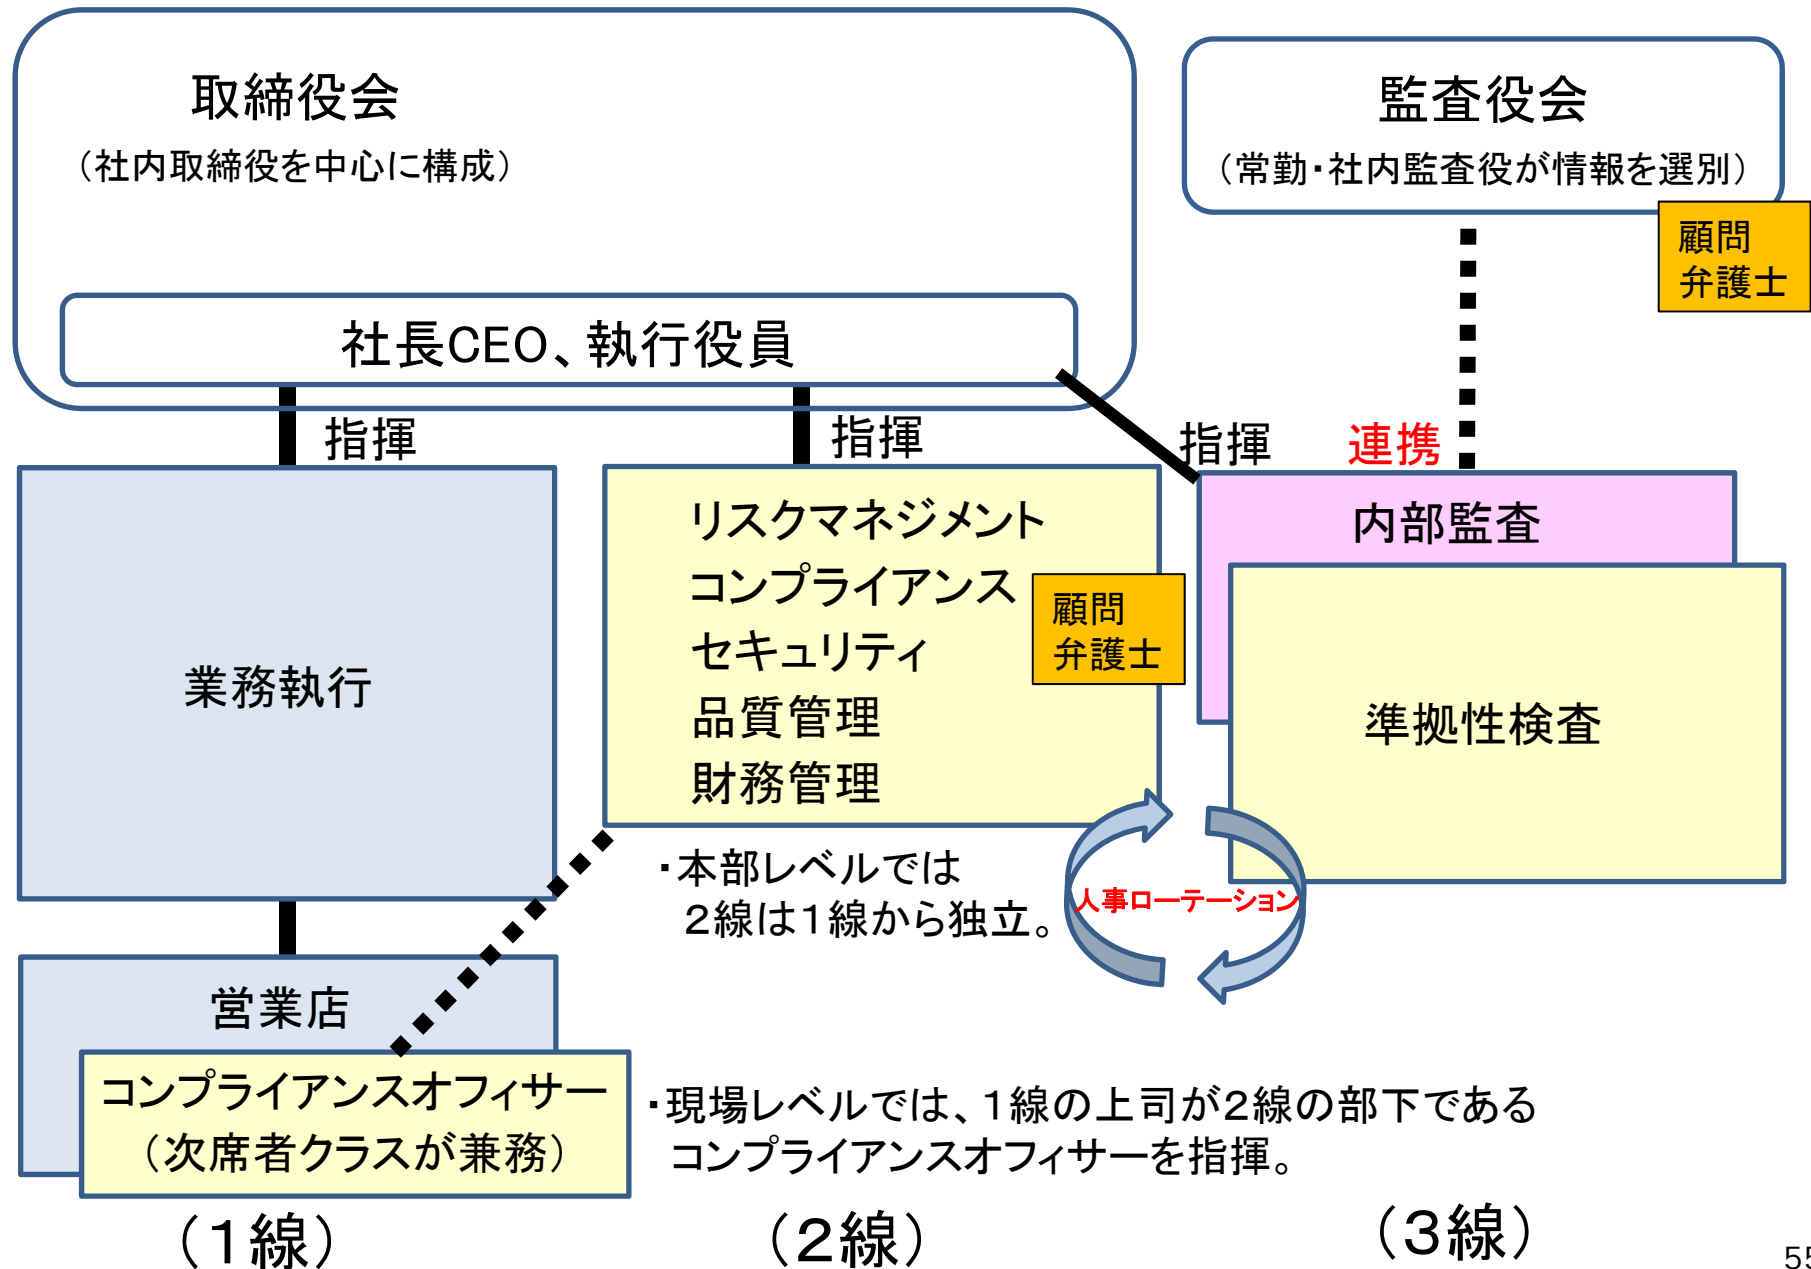 取締役会
（社内取締役を中心に構成）
社長CEO、執行役員
監査役会
（常勤・社内監査役が情報を選別）
顧問
弁護士
指揮
指揮
指揮
連携
業務執行
リスクマネジメント
コンプライアンス
セキュリティ
品質管理
財務管理
顧問
弁護士
内部監査
準拠性検査
・本部レベルでは
２線は１線から独立。
人事ローテーション
営業店
コンプライアンスオフィサー
（次席者クラスが兼務）
・現場レベルでは、１線の上司が２線の部下である
コンプライアンスオフィサーを指揮。
（１線）
（２線）
（３線）
55